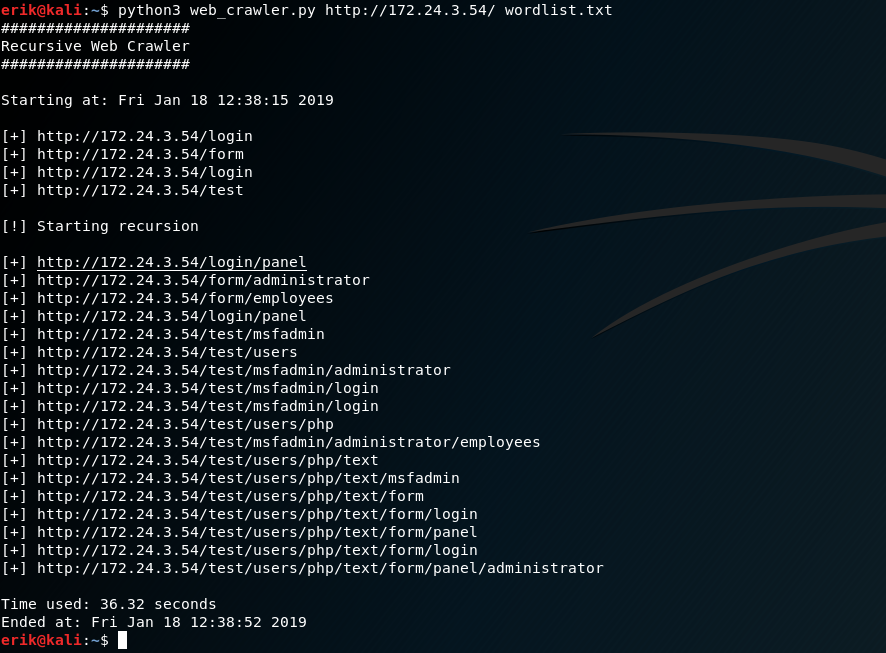 erik@kali:~$ python3 web_crawler.py http://172.24.3.54/ wordlist.txt
#####################
Recursive Web Crawler
#####################
Starting at: Fri Jan 18 12:38:15 2019
[+] http://172.24.3.54/login
[+] http://172.24.3.54/form
[+] http://172.24.3.54/login
[+] http://172.24.3.54/test
[!] Starting recursion
[+] http://172.24.3.54/login/panel
[+] http://172.24.3.54/form/administrator
[+] http://172.24.3.54/form/employees
[+] http://172.24.3.54/login/panel
[+] http://172.24.3.54/test/msfadmin
[+] http://172.24.3.54/test/users
[+] http://172.24.3.54/test/msfadmin/administrator
[+] http://172.24.3.54/test/msfadmin/login
[+] http://172.24.3.54/test/msfadmin/login
[+] http://172.24.3.54/test/users/php
[+] http://172.24.3.54/test/msfadmin/administrator/employees
[+] http://172.24.3.54/test/users/php/text
[+] http://172.24.3.54/test/users/php/text/msfadmin
[+] http://172.24.3.54/test/users/php/text/form
[+] http://172.24.3.54/test/users/php/text/form/login
[+] http://172.24.3.54/test/users/php/text/form/panel
[+] http://172.24.3.54/test/users/php/text/form/login
[+] http://172.24.3.54/test/users/php/text/form/panel/administrator
Time used: 36.32 seconds
Ended at: Fri Jan 18 12:38:52 2019
erik@kali:~$